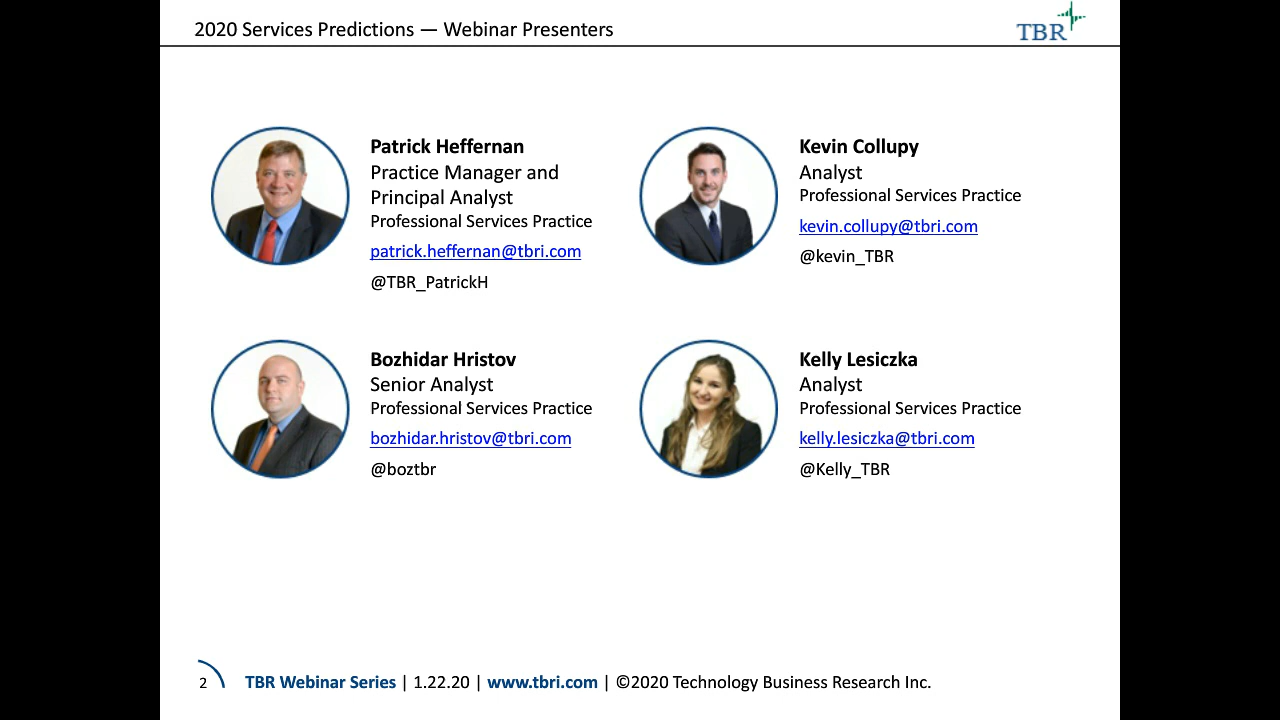 2020 Services Predictions — Webinar Presenters
TBR
Patrick Heffernan
Practice Manager and
Principal Analyst
Professional Services Practice
patrick.heffernan@tbri.com
@TBR_PatrickH
Kevin Collupy
Analyst
Professional Services Practice
kevin.collupy@tbri.com
@kevin_TBR
Bozhidar Hristov
Senior Analyst
Professional Services Practice
bozhidar.hristov@tbri.com
@boztbr
Kelly Lesiczka
Analyst
Professional Services Practice
kelly.lesiczka@tbri.com
@Kelly_TBR
2 TBR Webinar Series | 1.22.20 | www.tbri.com | ©2020 Technology Business Research Inc.